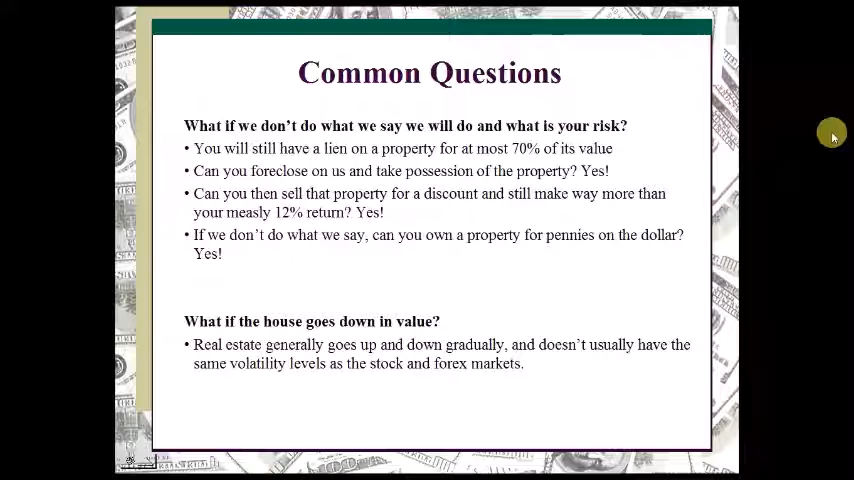 Common Questions
What if we don't do what we say we will do and what is your risk?
• You will still have a lien on a property for at most 70% of its value
• Can you foreclose on us and take possession of the property? Yes!
• Can you then sell that property for a discount and still make way more than
your measly 12% return? Yes!
• If we don't do what we say, can you own a property for pennies on the dollar?
Yes!
What if the house goes down in value?
• Real estate generally goes up and down gradually, and doesn't usually have the
same volatility levels as the stock and forex markets.